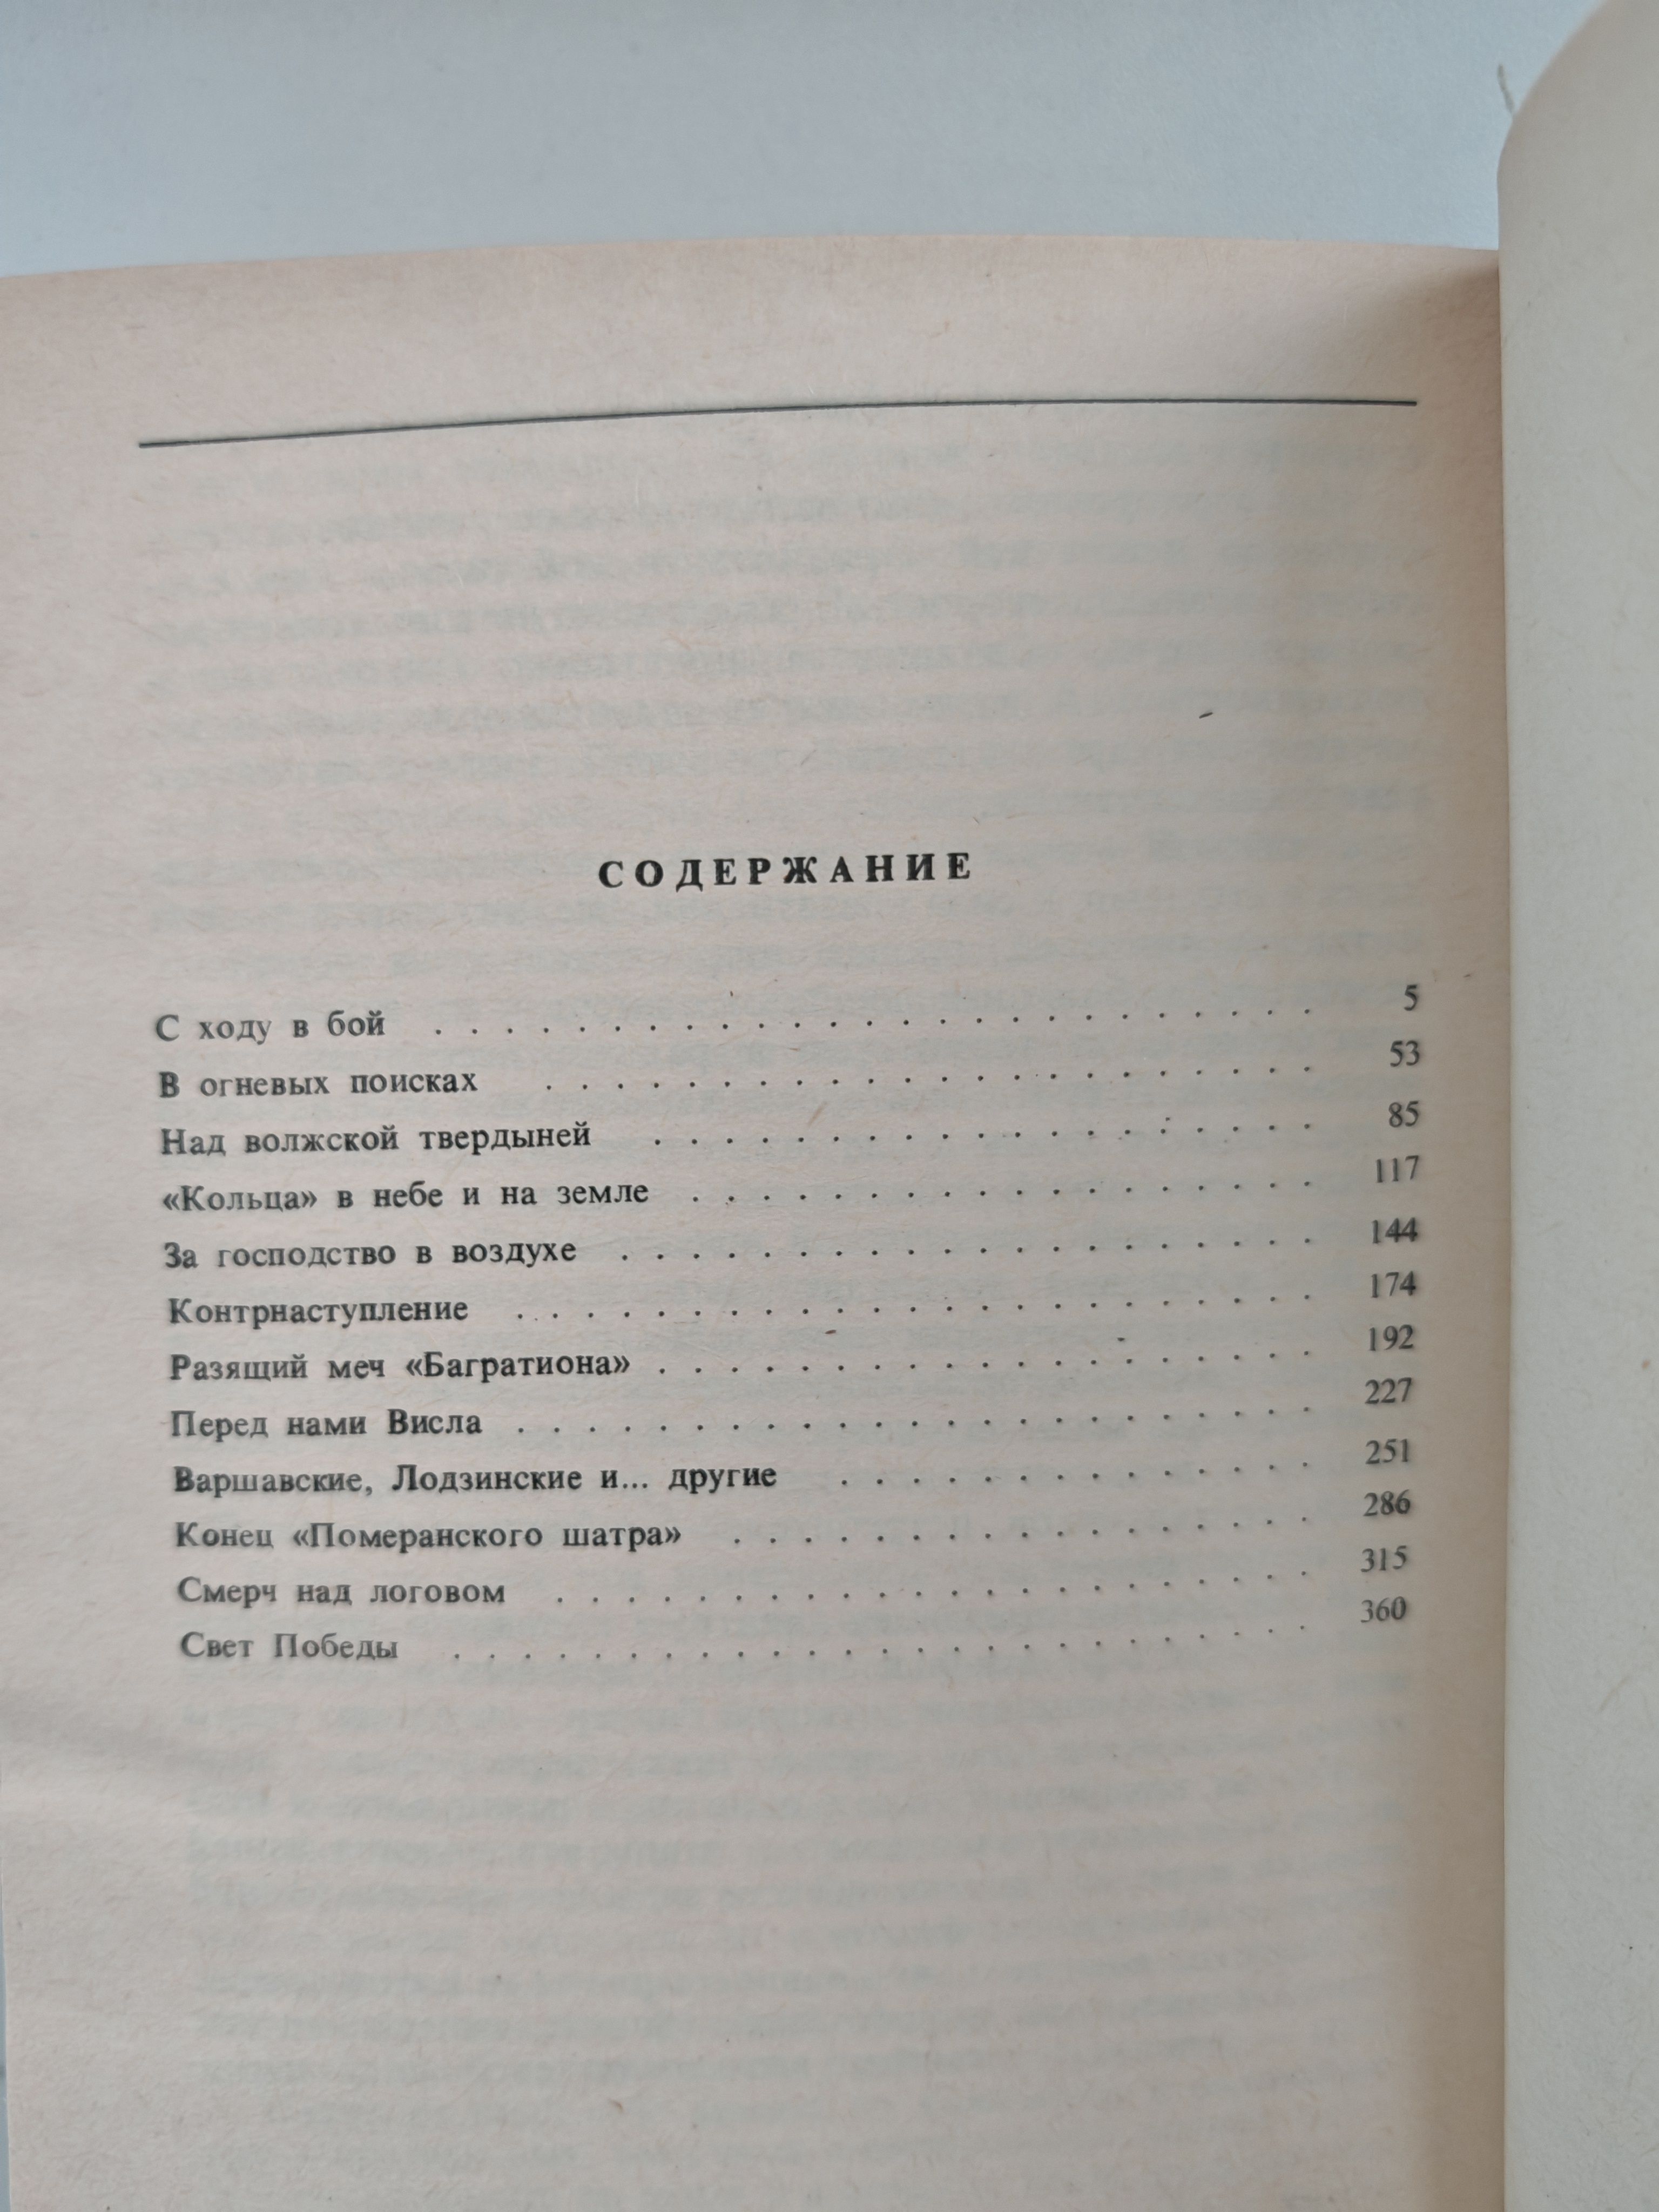 СОДЕРЖАНИЕ
С ходу в бой . . . . . . . . . . . . . . . . . . . . . . . . . 5
В огневых поисках . . . . . . . . . . . . . . . . . . . . . . 53
Над волжской твердыней . . . . . . . . . . . . . . . . . . . 85
«Кольца» в небе и на земле . . . . . . . . . . . . . . . . . . 117
За господство в воздухе . . . . . . . . . . . . . . . . . . . . 144
Контрнаступление . . . . . . . . . . . . . . . . . . . . . . . 174
Разящий меч «Багратиона» . . . . . . . . . . . . . . . . . . . 192
Перед нами Висла . . . . . . . . . . . . . . . . . . . . . . . 227
Варшавские, Лодзинские и... другие . . . . . . . . . . . . . . 251
Конец «Померанского шатра» . . . . . . . . . . . . . . . . . 286
Смерч над логовом . . . . . . . . . . . . . . . . . . . . . . 315
Свет Победы . . . . . . . . . . . . . . . . . . . . . . . . . 360